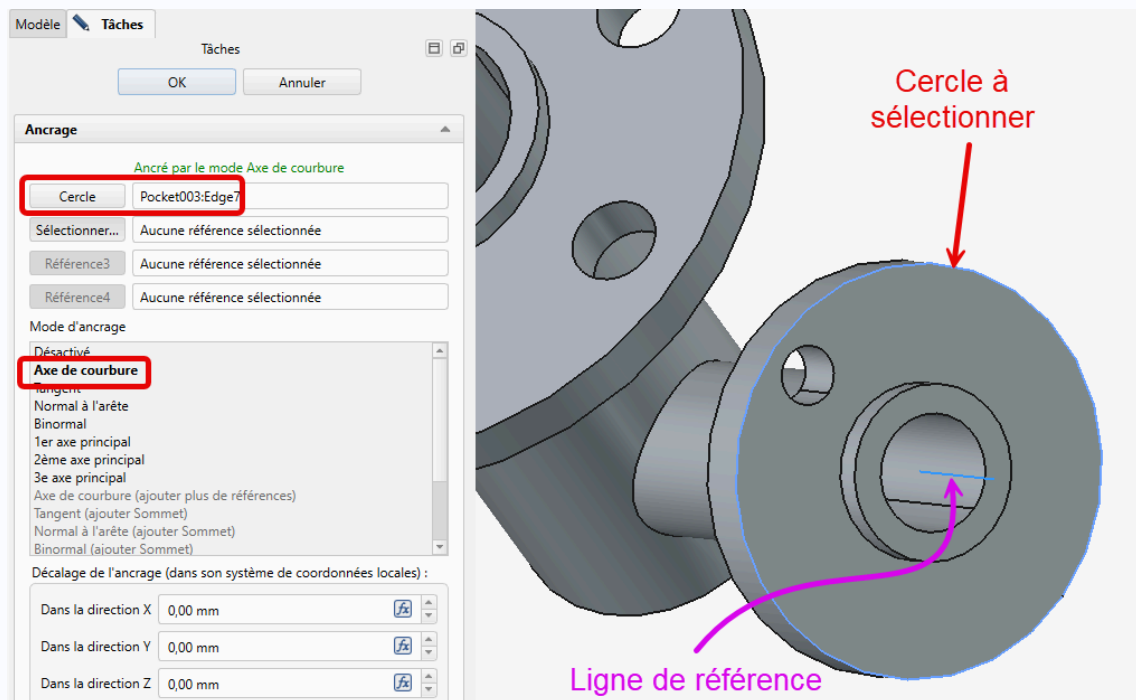 Modèle Tâches
Tâches
OK Annuler
Ancrage
Ancré par le mode Axe de courbure
Cercle Pocket003:Edge7
Sélectionner... Aucune référence sélectionnée
Référence3 Aucune référence sélectionnée
Référence4 Aucune référence sélectionnée
Mode d'ancrage
Désactivé
Axe de courbure
Tangent
Normal à l'arête
Binormal
1er axe principal
2ème axe principal
3e axe principal
Axe de courbure (ajouter plus de références)
Tangent (ajouter Sommet)
Normal à l'arête (ajouter Sommet)
Binormal (ajouter Sommet)
Décalage de l'ancrage (dans son système de coordonnées locales) :
Dans la direction X 0,00 mm fx
Dans la direction Y 0,00 mm fx
Dans la direction Z 0,00 mm fx
Cercle à
sélectionner
Ligne de référence